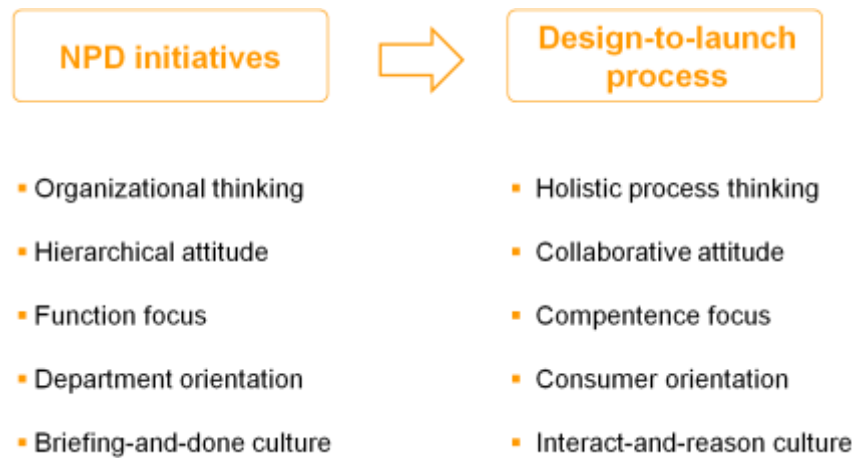 NPD initiatives
Design-to-launch
process
Organizational thinking
Hierarchical attitude
Function focus
Department orientation
Briefing-and-done culture
Holistic process thinking
Collaborative attitude
Compentence focus
Consumer orientation
Interact-and-reason culture